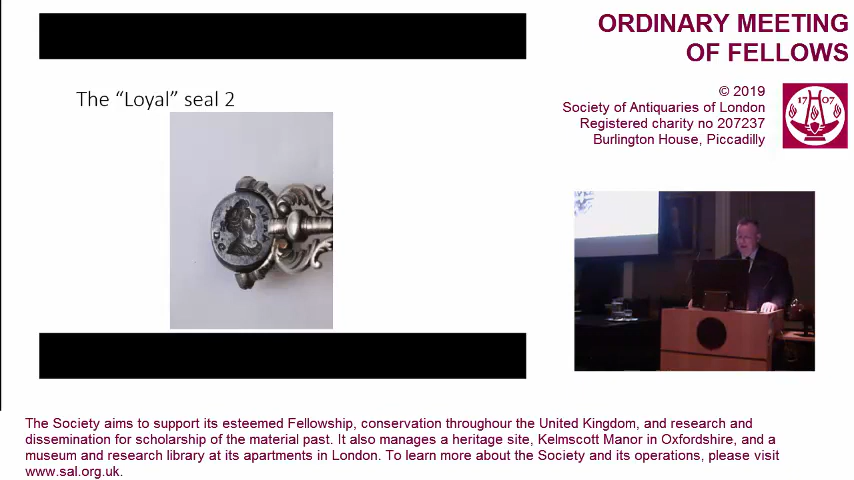 ORDINARY MEETING
OF FELLOWS
The “Loyal” seal 2
© 2019
Society of Antiquaries of London
Registered charity no 207237
Burlington House, Piccadilly
17 07
The Society aims to support its esteemed Fellowship, conservation throughour the United Kingdom, and research and
dissemination for scholarship of the material past. It also manages a heritage site, Kelmscott Manor in Oxfordshire, and a
museum and research library at its apartments in London. To learn more about the Society and its operations, please visit
www.sal.org.uk.